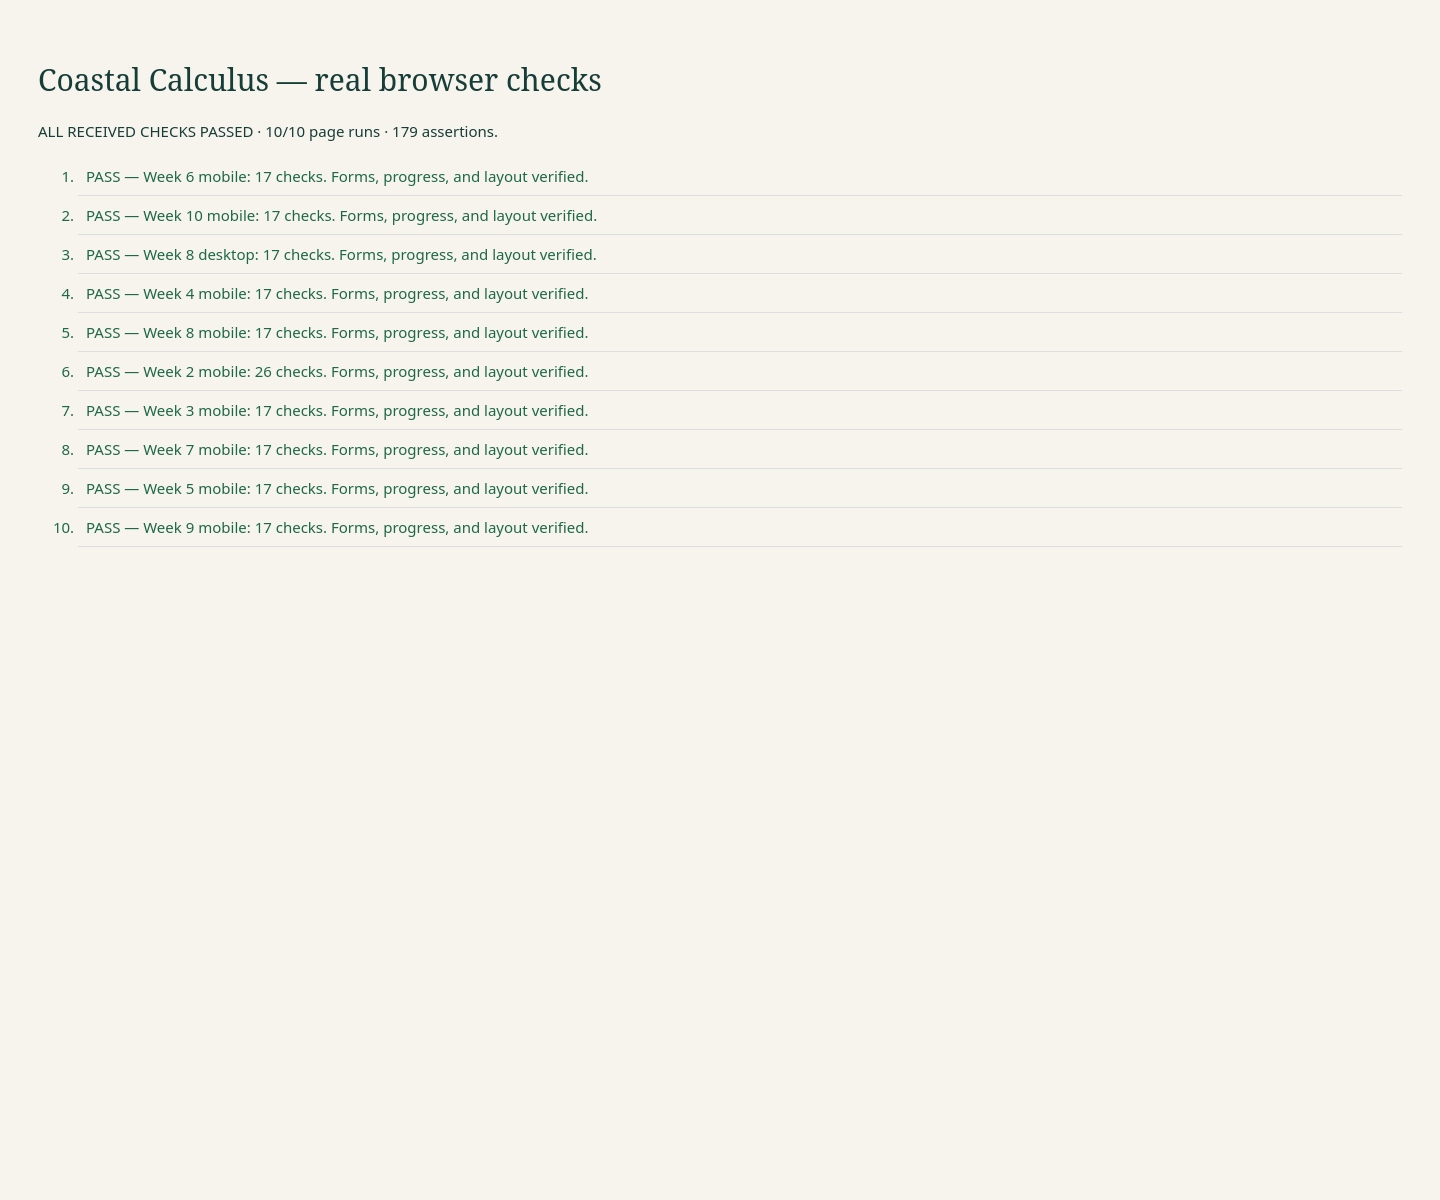 Coastal Calculus — real browser checks
ALL RECEIVED CHECKS PASSED · 10/10 page runs · 179 assertions.
1. PASS — Week 6 mobile: 17 checks. Forms, progress, and layout verified.
2. PASS — Week 10 mobile: 17 checks. Forms, progress, and layout verified.
3. PASS — Week 8 desktop: 17 checks. Forms, progress, and layout verified.
4. PASS — Week 4 mobile: 17 checks. Forms, progress, and layout verified.
5. PASS — Week 8 mobile: 17 checks. Forms, progress, and layout verified.
6. PASS — Week 2 mobile: 26 checks. Forms, progress, and layout verified.
7. PASS — Week 3 mobile: 17 checks. Forms, progress, and layout verified.
8. PASS — Week 7 mobile: 17 checks. Forms, progress, and layout verified.
9. PASS — Week 5 mobile: 17 checks. Forms, progress, and layout verified.
10. PASS — Week 9 mobile: 17 checks. Forms, progress, and layout verified.